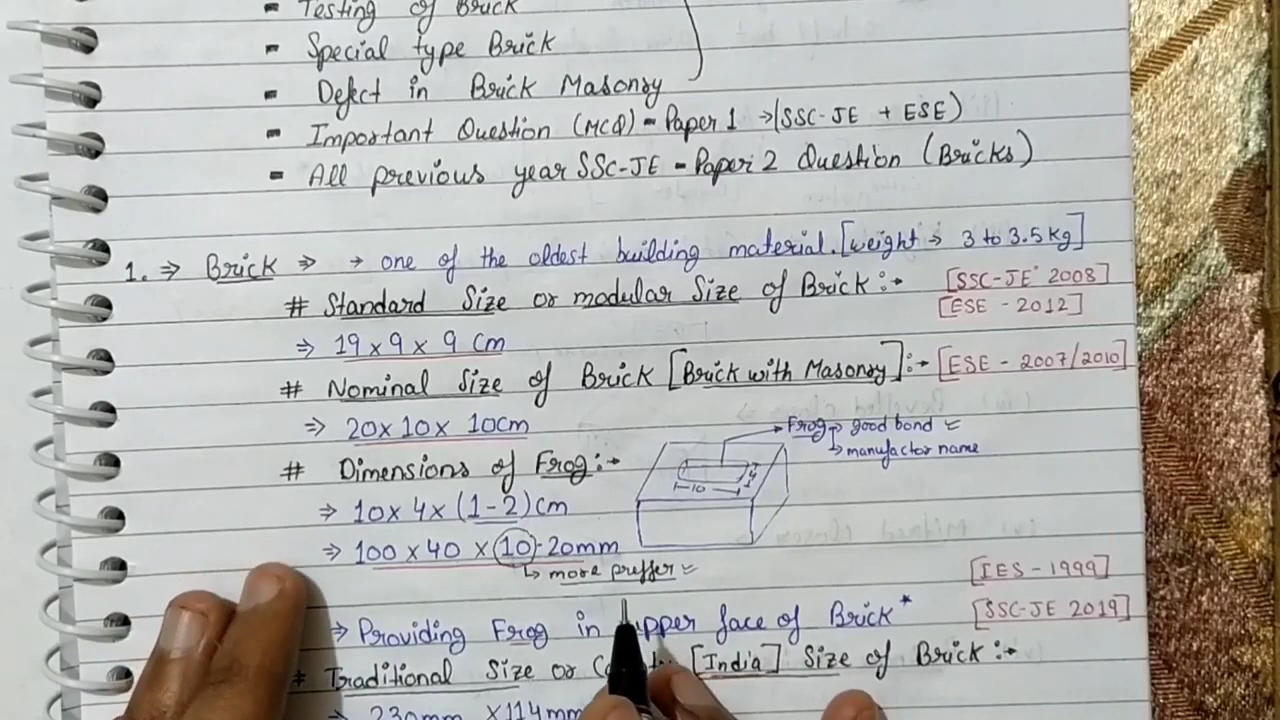 - Testing of Brick
- Special type Brick
- Defect in Brick Masonry
- Important Question (MCQ) - Paper 1 → (SSC-JE + ESE)
- All previous year SSC-JE - Paper 2 Question (Bricks)
1. ⇒ Brick ⇒ → one of the oldest building material. [weight → 3 to 3.5 kg]
# Standard Size or modular Size of Brick :- [SSC-JE 2008]
[ESE - 2012]
⇒ 19 x 9 x 9 cm
# Nominal Size of Brick [Brick with Masonry] :- [ESE - 2007/2010]
⇒ 20 x 10 x 10cm
Frog → good bond
↳ manufactor name
# Dimensions of Frog :-
10 4
⇒ 10 x 4 x (1-2) cm
⇒ 100 x 40 x 10-20mm
↳ more preffer
[IES - 1999]
⇒ Providing Frog in upper face of Brick* [SSC-JE 2019]
# Traditional Size or [India] Size of Brick :-
⇒ 230mm x 114mm